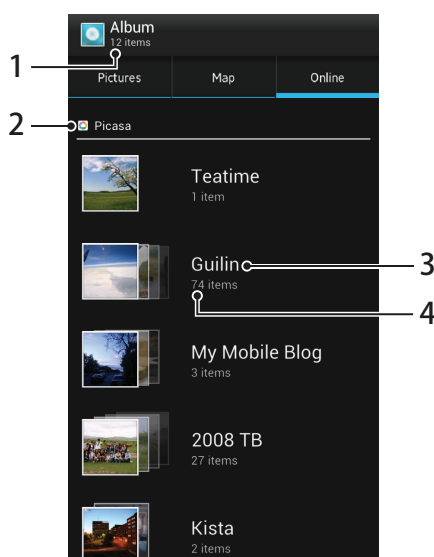 Album
12 items
1
Pictures Map Online
2
Picasa
Teatime
1 item
Guilin
3
74 items
4
My Mobile Blog
3 items
2008 TB
27 items
Kista
2 items